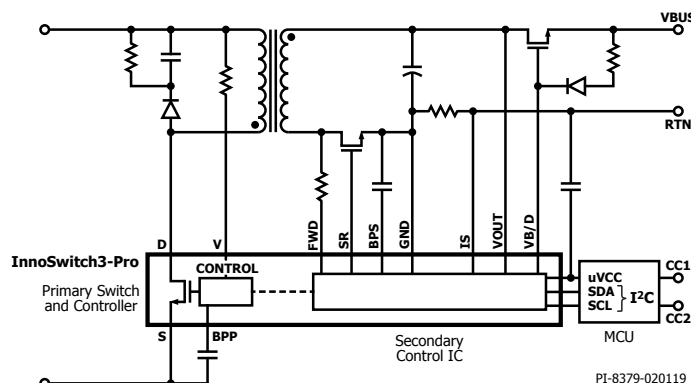 VBUS
RTN
FWD
SR
BPS
GND
IS
VOUT
VB/D
D
V
InnoSwitch3-Pro
CONTROL
Primary Switch
and Controller
S
BPP
Secondary
Control IC
uVCC
SDA
SCL
I²C
MCU
CC1
CC2
PI-8379-020119